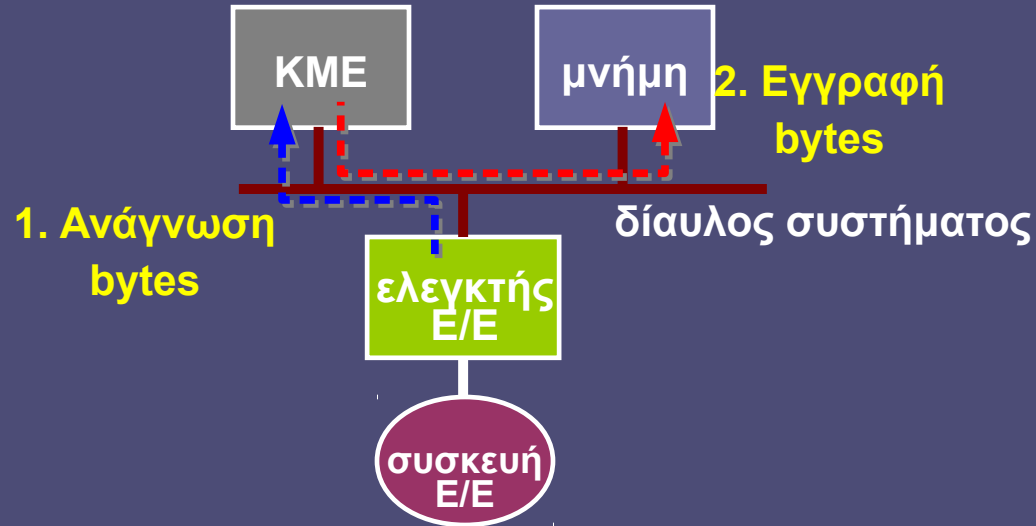 ΚΜΕ
μνήμη
2. Εγγραφή
bytes
1. Ανάγνωση
bytes
δίαυλος συστήματος
ελεγκτής
Ε/Ε
συσκευή
Ε/Ε